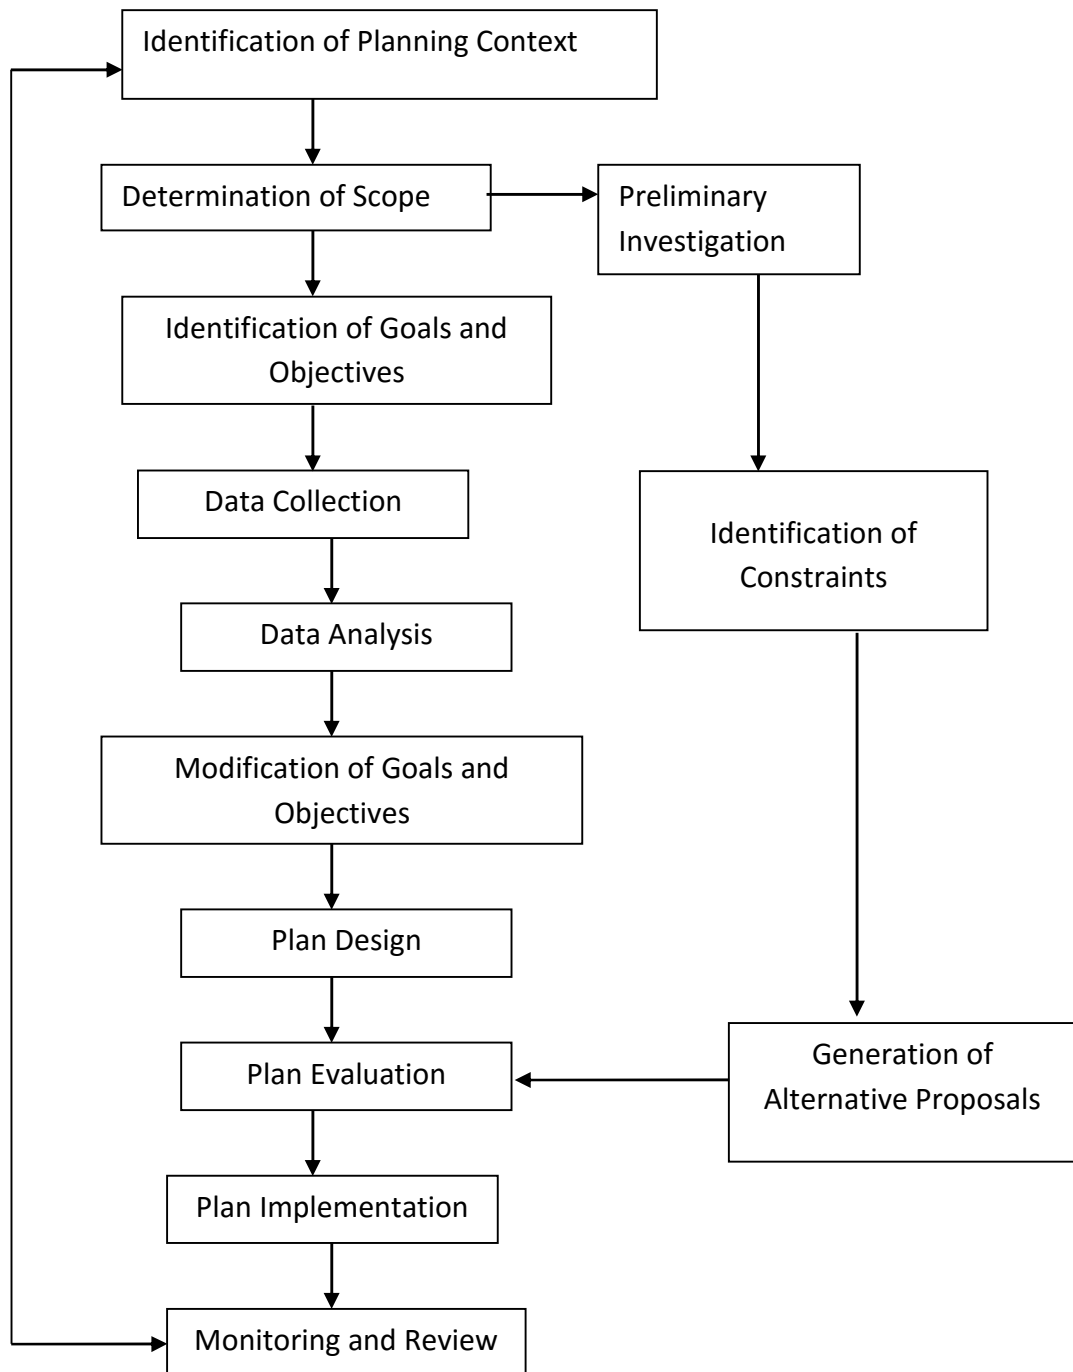 Identification of Planning Context
Determination of Scope
Preliminary
Investigation
Identification of Goals and
Objectives
Data Collection
Identification of
Constraints
Data Analysis
Modification of Goals and
Objectives
Plan Design
Plan Evaluation
Generation of
Alternative Proposals
Plan Implementation
Monitoring and Review